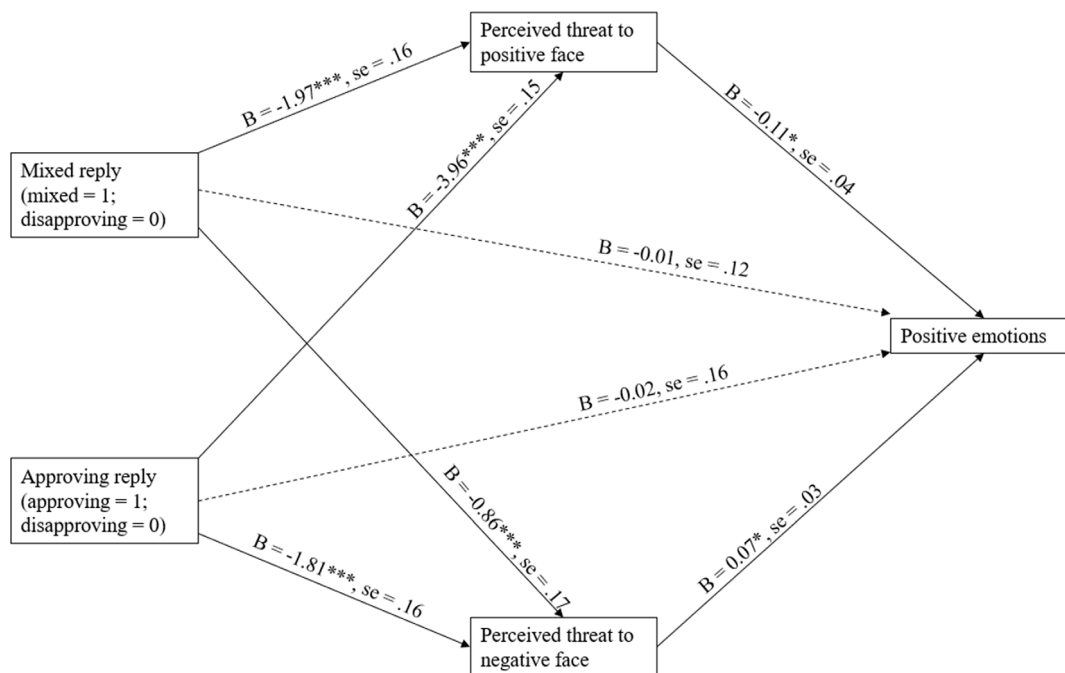 Perceived threat to
positive face
B = -1.97***, se = .16
B = -3.96***, se = .15
B = -0.11*, se = .04
Mixed reply
(mixed = 1;
disapproving = 0)
B = -0.01, se = .12
Positive emotions
B = -0.02, se = .16
Approving reply
(approving = 1;
disapproving = 0)
B = -0.86***, se = .17
B = -1.81***, se = .16
B = 0.07*, se = .03
Perceived threat to
negative face